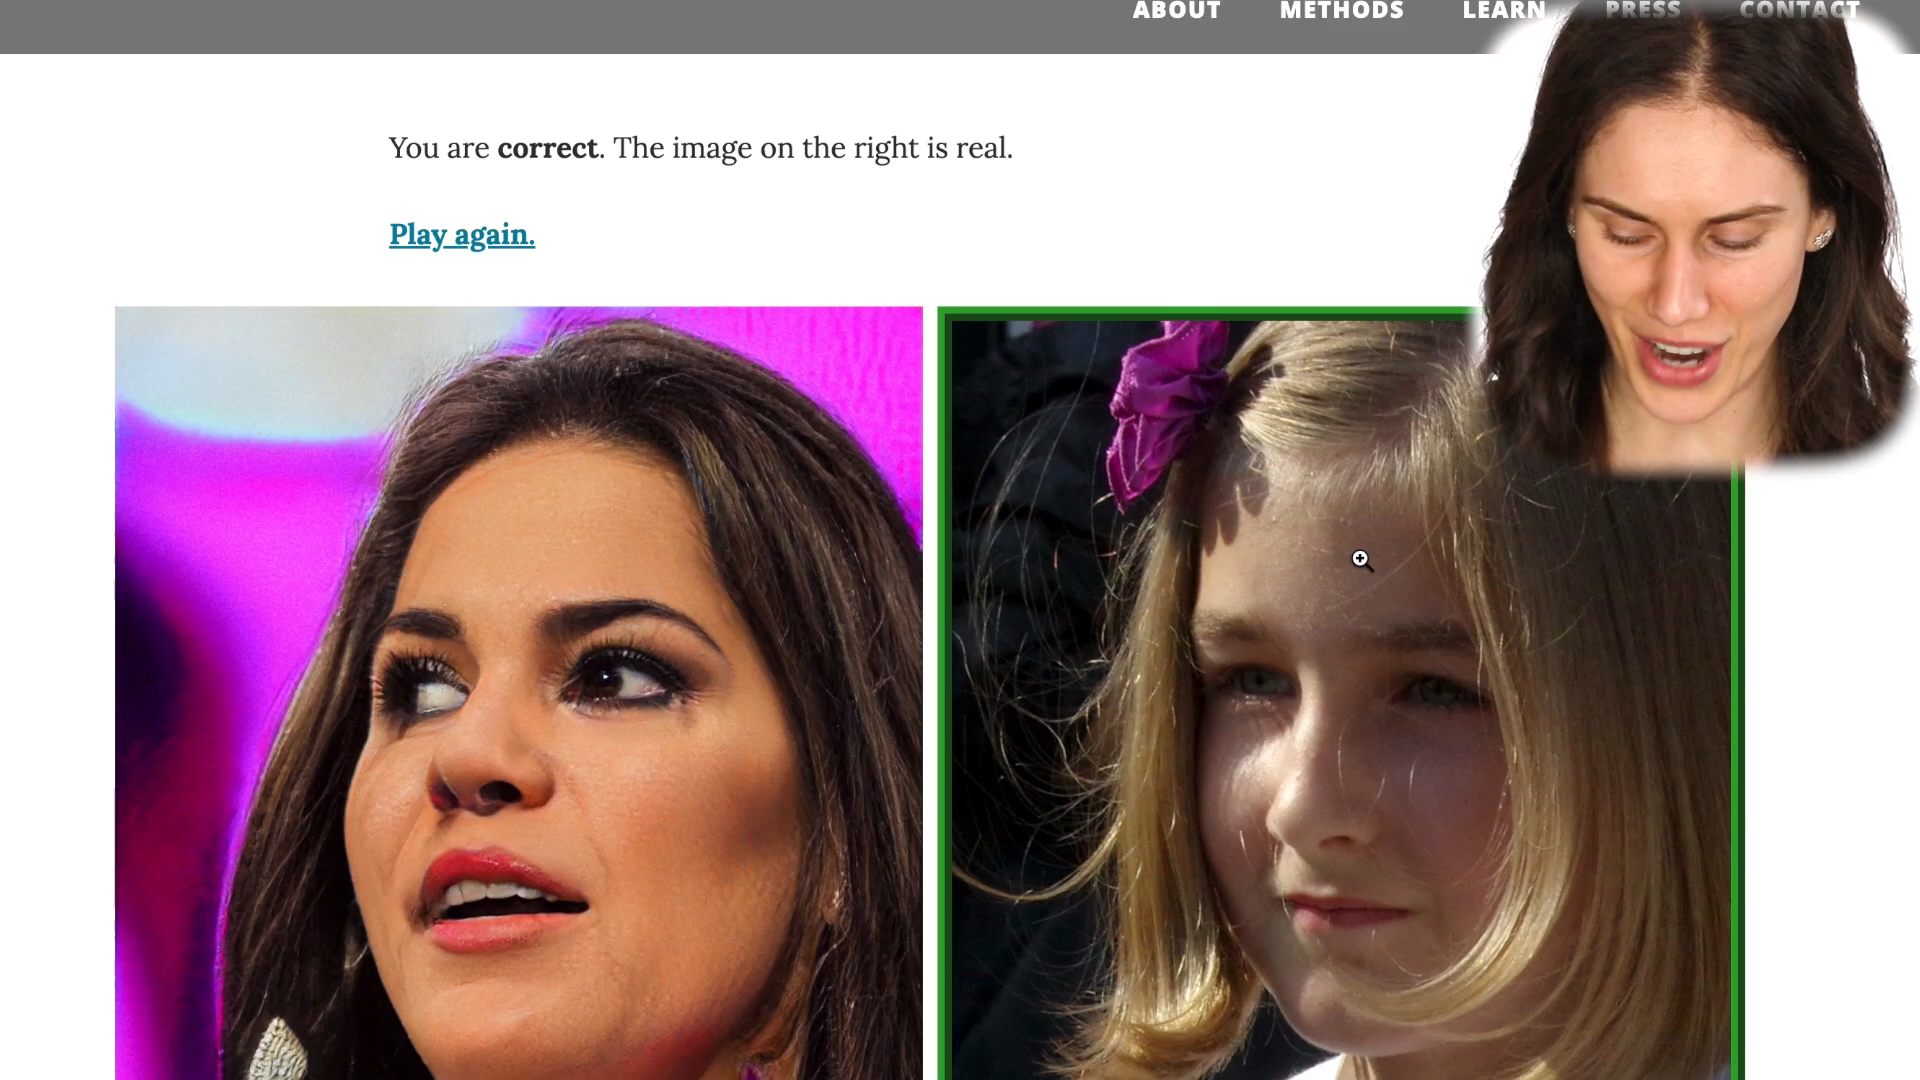 ABOUT METHODS LEARN PRESS CONTACT
You are correct. The image on the right is real.
Play again.